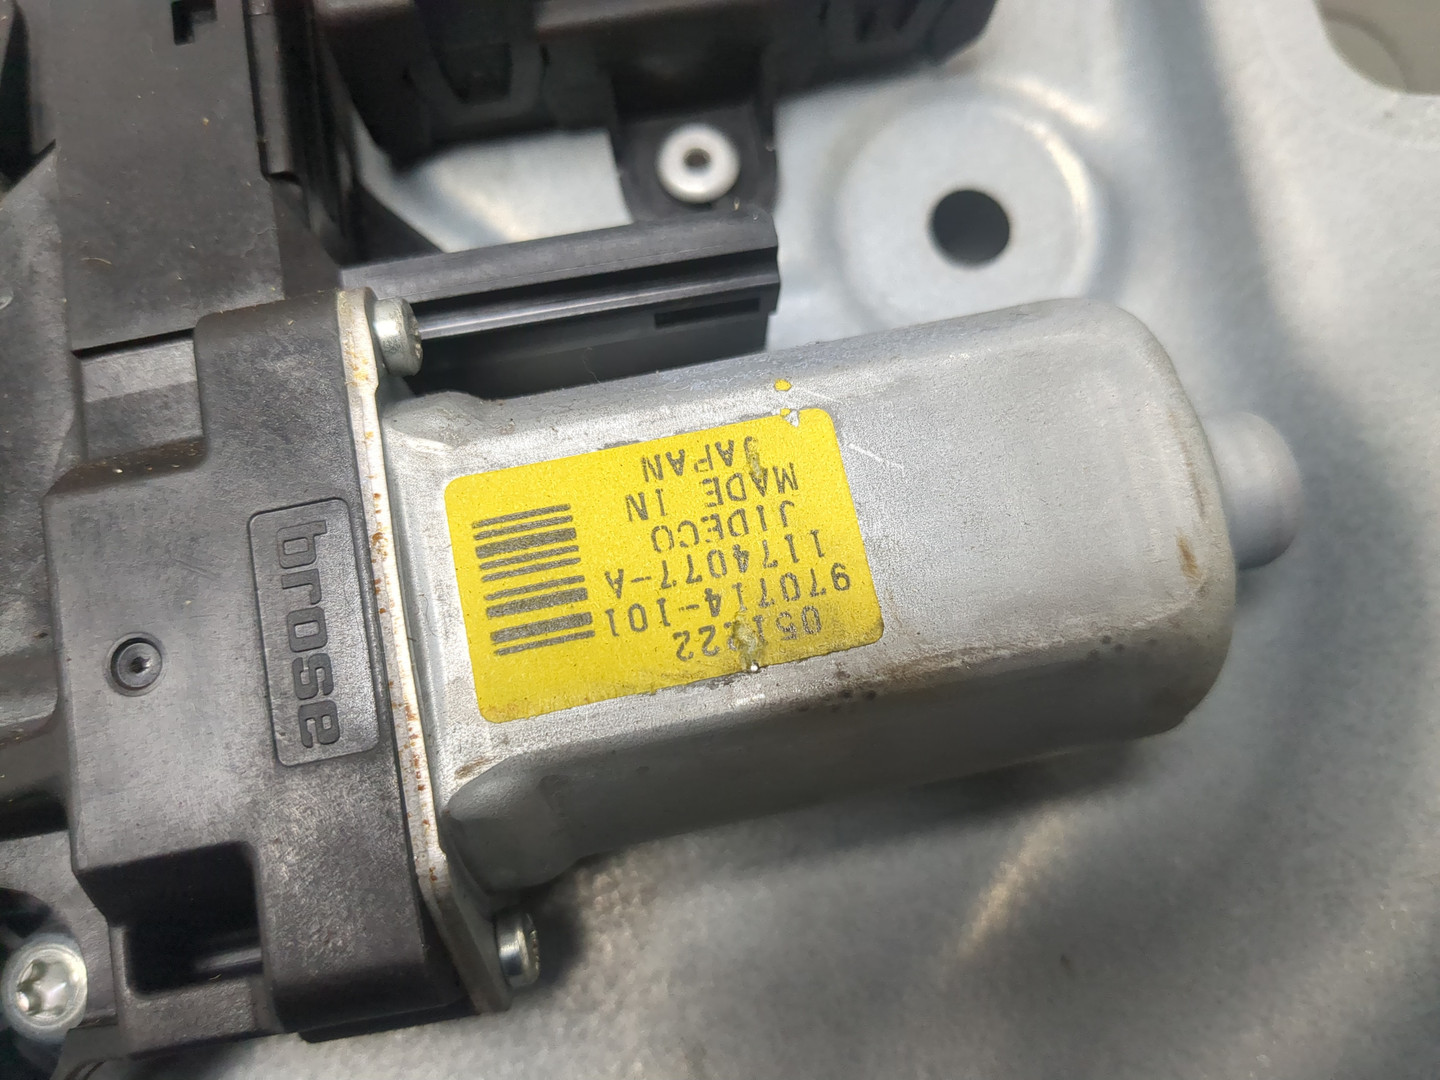 brose
051222
970714-101
1174077-A
JIDECO
MADE IN
JAPAN